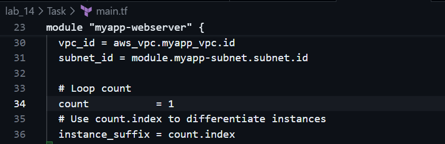 lab_14 > Task > main.tf
23 module "myapp-webserver" {
30 vpc_id = aws_vpc.myapp_vpc.id
31 subnet_id = module.myapp-subnet.subnet.id
32
33 # Loop count
34 count = 1
35 # Use count.index to differentiate instances
36 instance_suffix = count.index